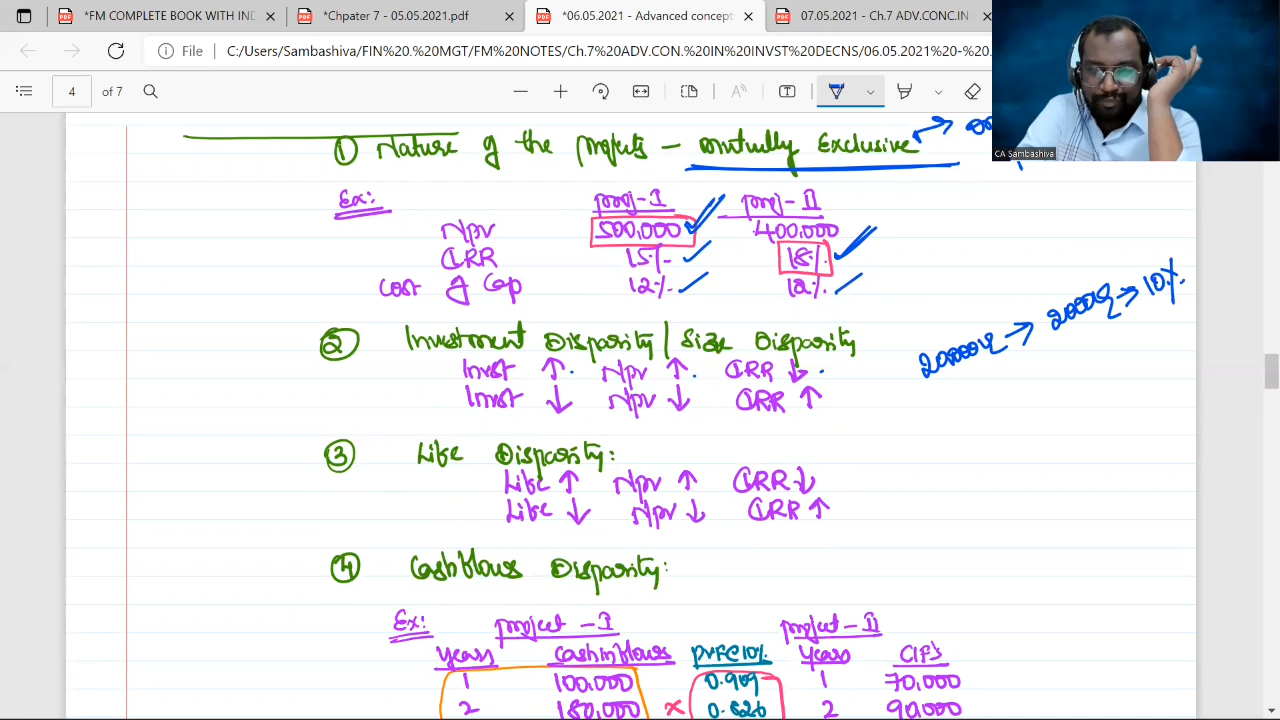 *FM COMPLETE BOOK WITH IND
*Chpater 7 - 05.05.2021.pdf
*06.05.2021 - Advanced concept
07.05.2021 - Ch.7 ADV.CONC.IN
File
C:/Users/Sambashiva/FIN%20.%20MGT/FM%20NOTES/Ch.7%20ADV.CON.%20IN%20INVST%20DECNS/06.05.2021%20-%20.
4 of 7
CA Sambashiva
1) Nature of the projects – mutually Exclusive →
Ex: proj-I proj-II
NPV 500,000 400,000
IRR 15% 18%
Cost of Cap 12% 12%
→ 10%
2 Investment Disparity/Size Disparity
Invst ↑ NPV ↑ IRR ↓
Invst ↓ NPV ↓ IRR ↑
3 Life Disparity:
Life ↑ NPV ↑ IRR ↓
Life ↓ NPV ↓ IRR ↑
4 Cashflows Disparity:
Ex: project - I project - II
years cashinflows PVF@10% years CIF's
1 100,000 0.909 1 70,000
2 180,000 × 0.826 2 90,000